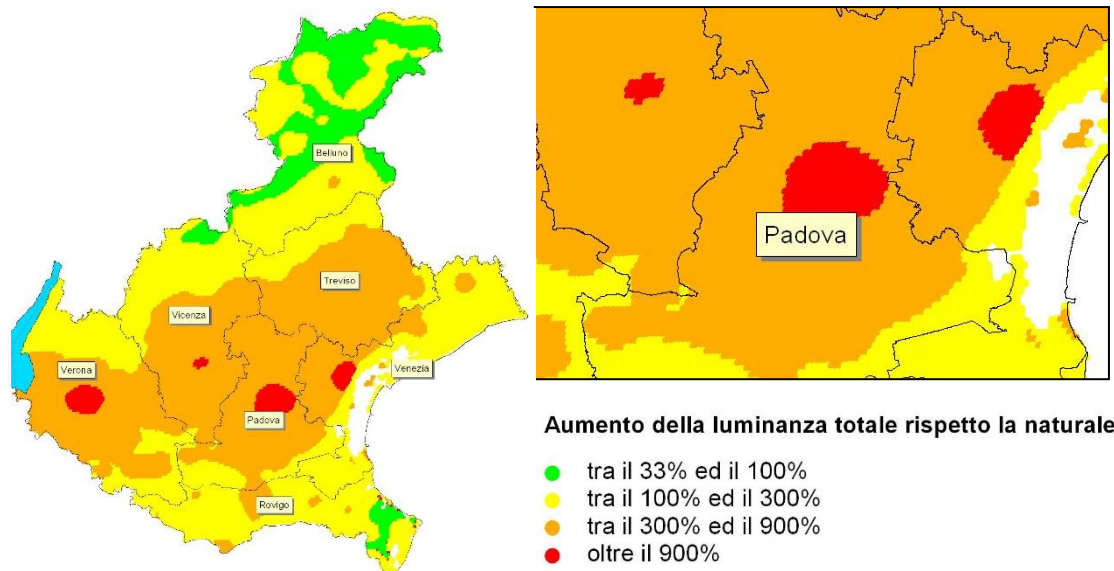 Belluno
Treviso
Vicenza
Verona
Venezia
Padova
Rovigo
Padova
Aumento della luminanza totale rispetto la naturale
tra il 33% ed il 100%
tra il 100% ed il 300%
tra il 300% ed il 900%
oltre il 900%